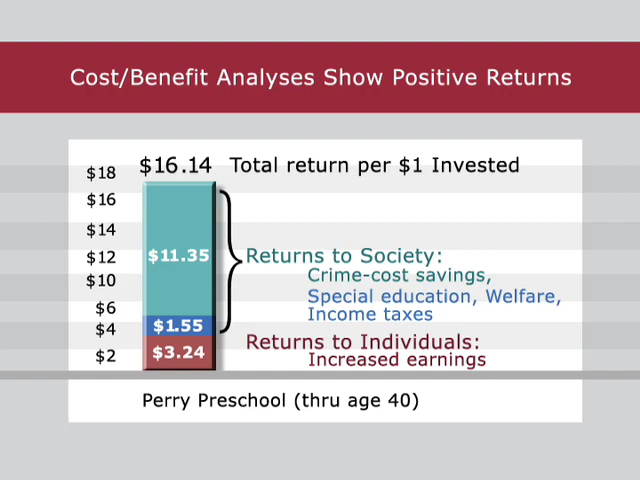 Cost/Benefit Analyses Show Positive Returns
$16.14 Total return per $1 Invested
$18
$16
$14
$12
$10
$6
$4
$2
$11.35
$1.55
$3.24
Returns to Society:
Crime-cost savings,
Special education, Welfare,
Income taxes
Returns to Individuals:
Increased earnings
Perry Preschool (thru age 40)